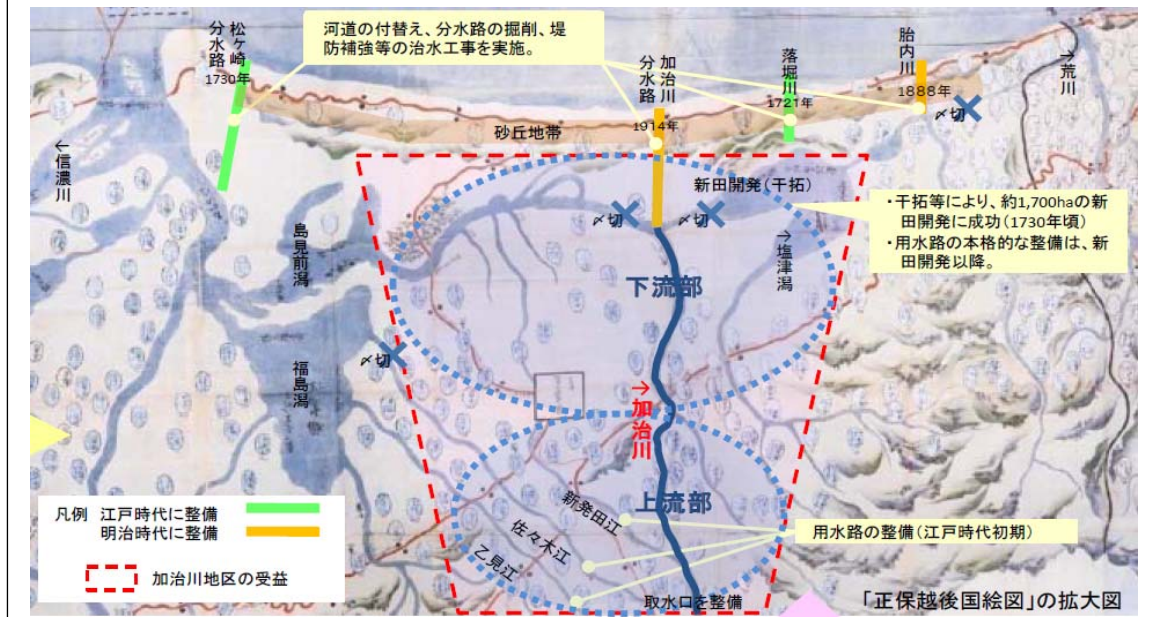 松ヶ崎
分水路
1730年
河道の付替え、分水路の掘削、堤
防補強等の治水工事を実施。
加治川
分水路
1914年
落堀川
1721年
胎内川
1888年
→荒川
〆切
砂丘地帯
←信濃川
新田開発(干拓)
・干拓等により、約1,700haの新
田開発に成功(1730年頃)
・用水路の本格的な整備は、新
田開発以降。
〆切
〆切
島見前潟
→塩津潟
下流部
〆切
福島潟
→加治川
上流部
新発田江
佐々木江
乙見江
用水路の整備(江戸時代初期)
取水口を整備
凡例 江戸時代に整備
明治時代に整備
加治川地区の受益
「正保越後国絵図」の拡大図